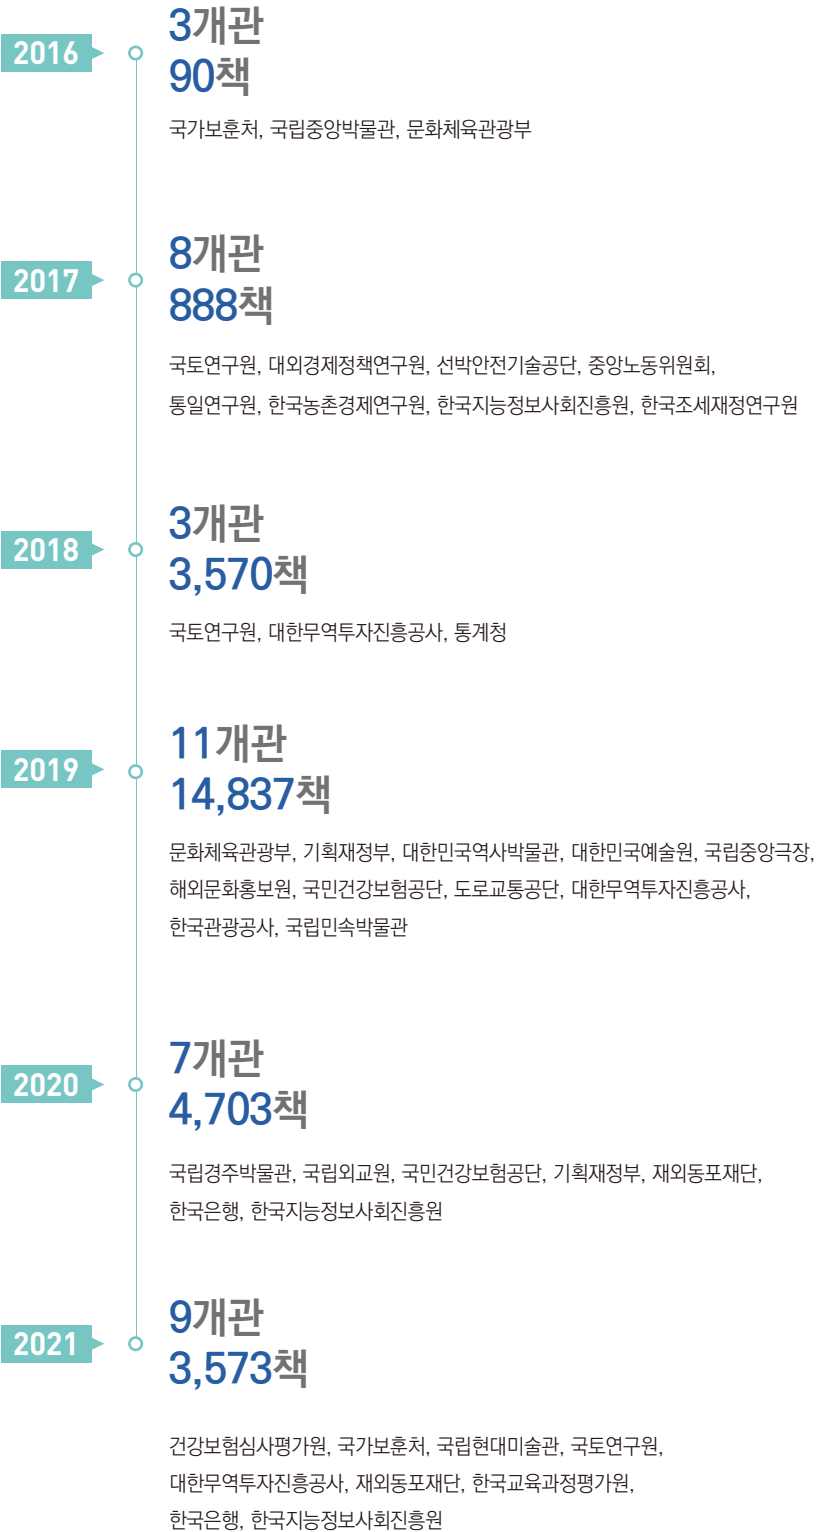 2016
3개관
90책
국가보훈처, 국립중앙박물관, 문화체육관광부
2017
8개관
888책
국토연구원, 대외경제정책연구원, 선박안전기술공단, 중앙노동위원회,
통일연구원, 한국농촌경제연구원, 한국지능정보사회진흥원, 한국조세재정연구원
2018
3개관
3,570책
국토연구원, 대한무역투자진흥공사, 통계청
2019
11개관
14,837책
문화체육관광부, 기획재정부, 대한민국역사박물관, 대한민국예술원, 국립중앙극장,
해외문화홍보원, 국민건강보험공단, 도로교통공단, 대한무역투자진흥공사,
한국관광공사, 국립민속박물관
2020
7개관
4,703책
국립경주박물관, 국립외교원, 국민건강보험공단, 기획재정부, 재외동포재단,
한국은행, 한국지능정보사회진흥원
2021
9개관
3,573책
건강보험심사평가원, 국가보훈처, 국립현대미술관, 국토연구원,
대한무역투자진흥공사, 재외동포재단, 한국교육과정평가원,
한국은행, 한국지능정보사회진흥원